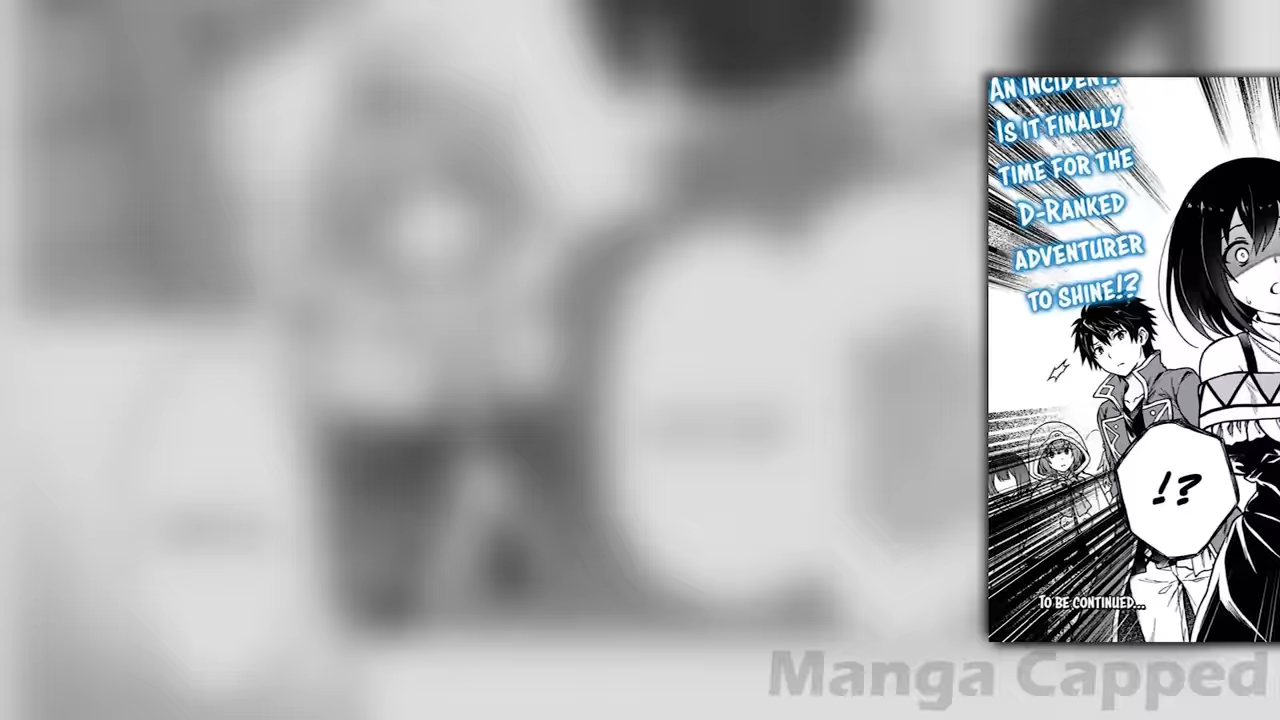 AN INCIDENT!
IS IT FINALLY
TIME FOR THE
D-RANKED
ADVENTURER
TO SHINE!?
!?
TO BE CONTINUED...
Manga Capped